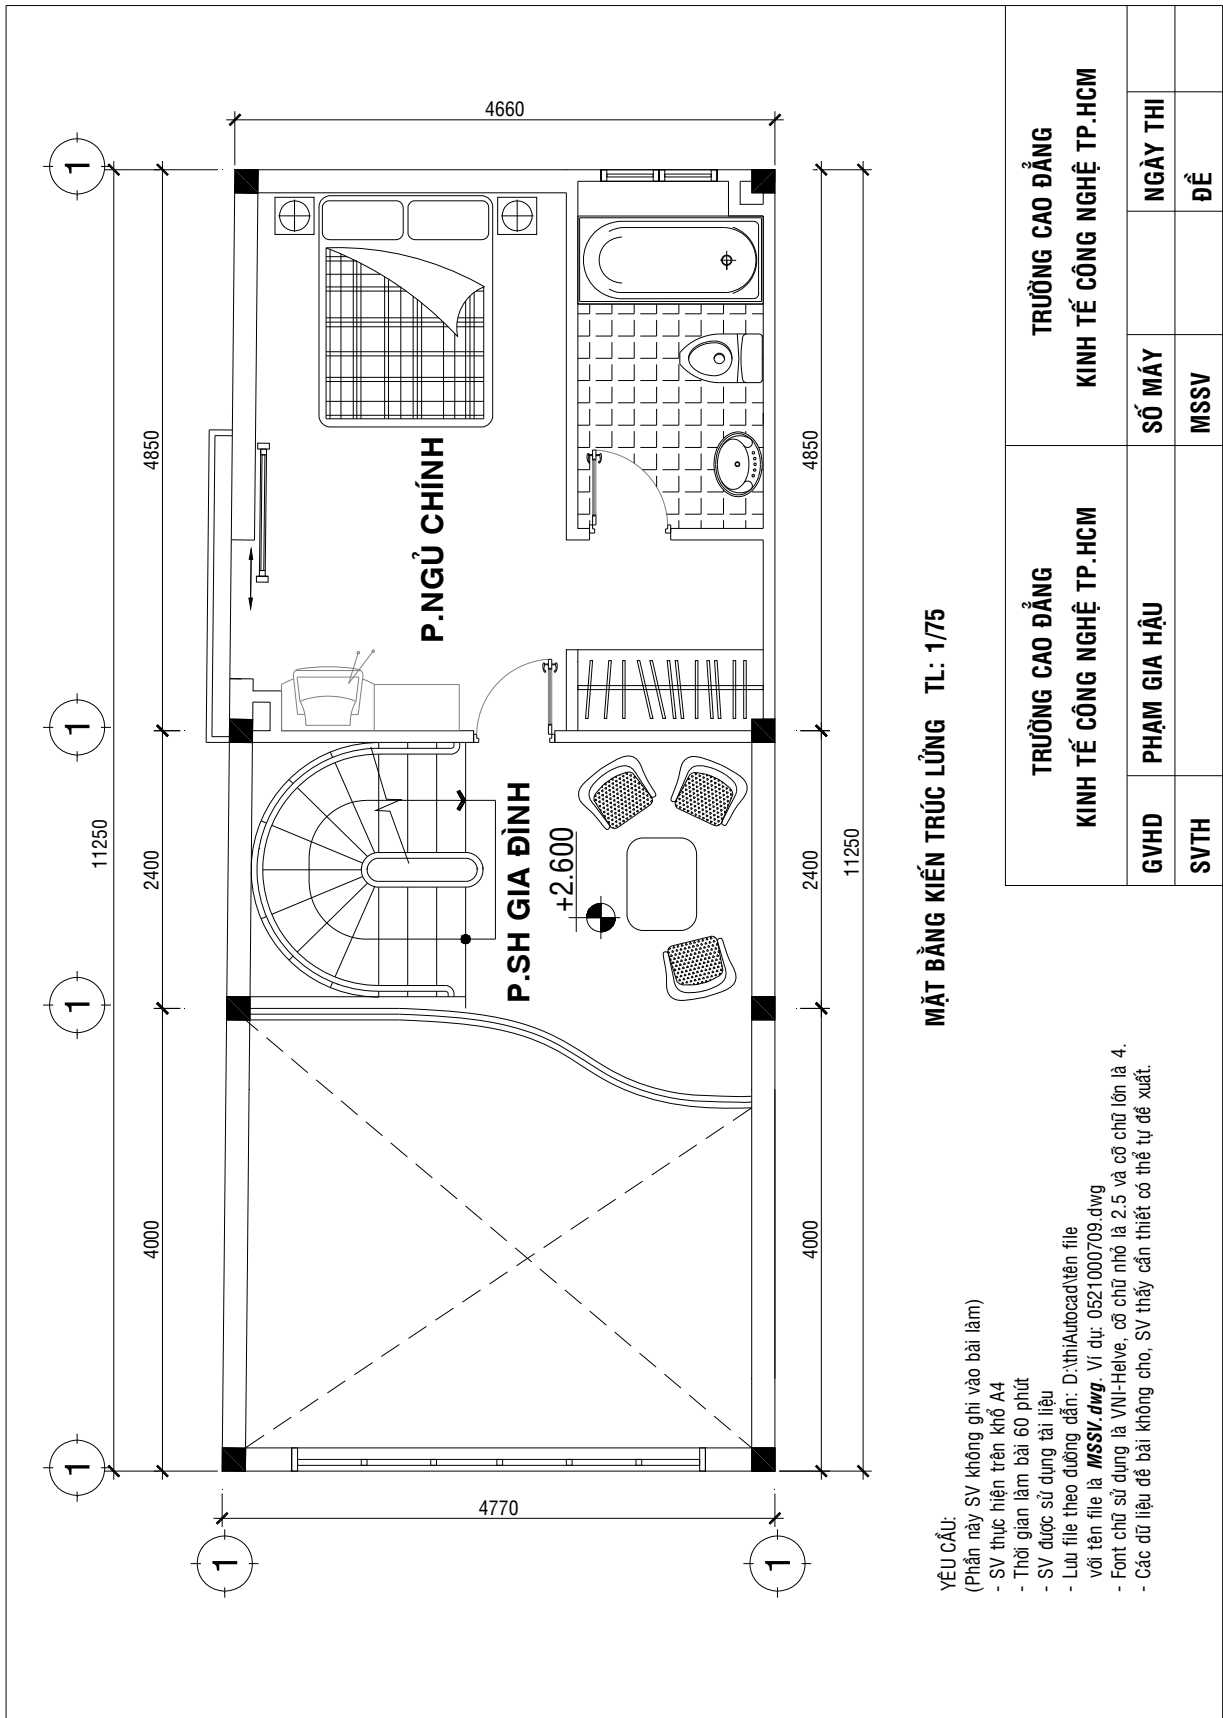 1
1
1
1
11250
4000
2400
4850
4770
4660
P.NGỦ CHÍNH
P.SH GIA ĐÌNH
+2.600
4000
2400
4850
11250
1
1
MẶT BẰNG KIẾN TRÚC LỬNG TL: 1/75
YÊU CẦU:
(Phần này SV không ghi vào bài làm)
- SV thực hiện trên khổ A4
- Thời gian làm bài 60 phút
- SV được sử dụng tài liệu
- Lưu file theo đường dẫn: D:\thiAutocad\tên file
với tên file là MSSV.dwg. Ví dụ: 0521000709.dwg
- Font chữ sử dụng là VNI-Helve, cỡ chữ nhỏ là 2.5 và cỡ chữ lớn là 4.
- Các dữ liệu đề bài không cho, SV thấy cần thiết có thể tự đề xuất.
TRƯỜNG CAO ĐẲNG
KINH TẾ CÔNG NGHỆ TP.HCM
TRƯỜNG CAO ĐẲNG
KINH TẾ CÔNG NGHỆ TP.HCM
GVHD PHẠM GIA HẬU SỐ MÁY NGÀY THI
SVTH MSSV ĐỀ